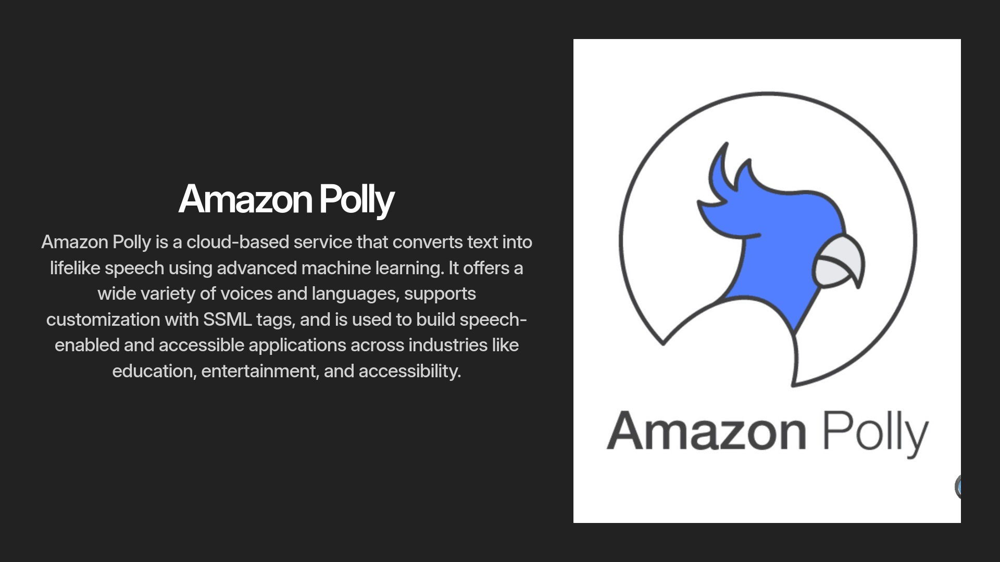 Amazon Polly
Amazon Polly is a cloud-based service that converts text into
lifelike speech using advanced machine learning. It offers a
wide variety of voices and languages, supports
customization with SSML tags, and is used to build speech-
enabled and accessible applications across industries like
education, entertainment, and accessibility.
Amazon Polly